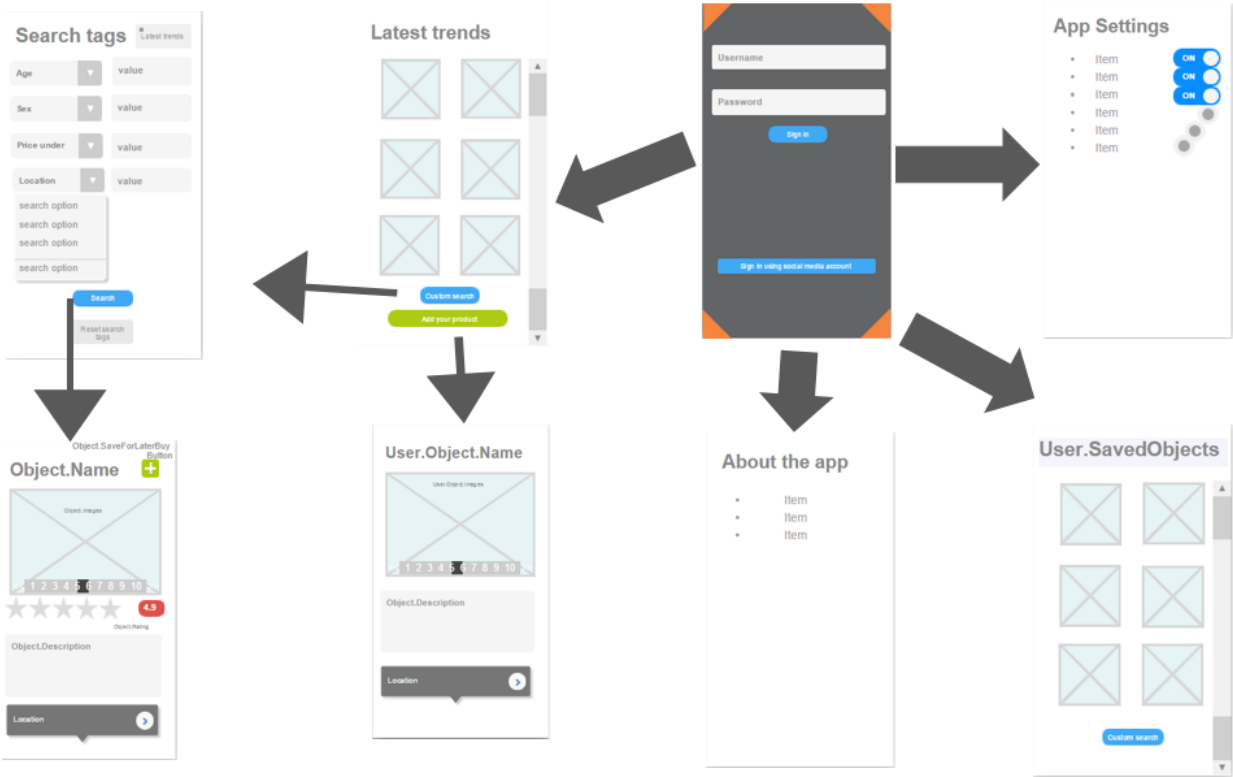 Search tags
Latest trends
Age
value
Sex
value
Price under
value
Location
value
search option
search option
search option
search option
Search
Reset search
tigs
Latest trends
Custom search
Add your product
Username
Password
Sign in
Sign in using social media account
App Settings
• Item ON
• Item ON
• Item ON
• Item
• Item
• Item
Object.SaveForLaterBuy
Button
Object.Name
Object.Images
1 2 3 4 5 6 7 8 9 10
4.9
Object.Rating
Object.Description
Location
User.Object.Name
User.Object.Images
1 2 3 4 5 6 7 8 9 10
Object.Description
Location
About the app
• Item
• Item
• Item
User.SavedObjects
Custom search